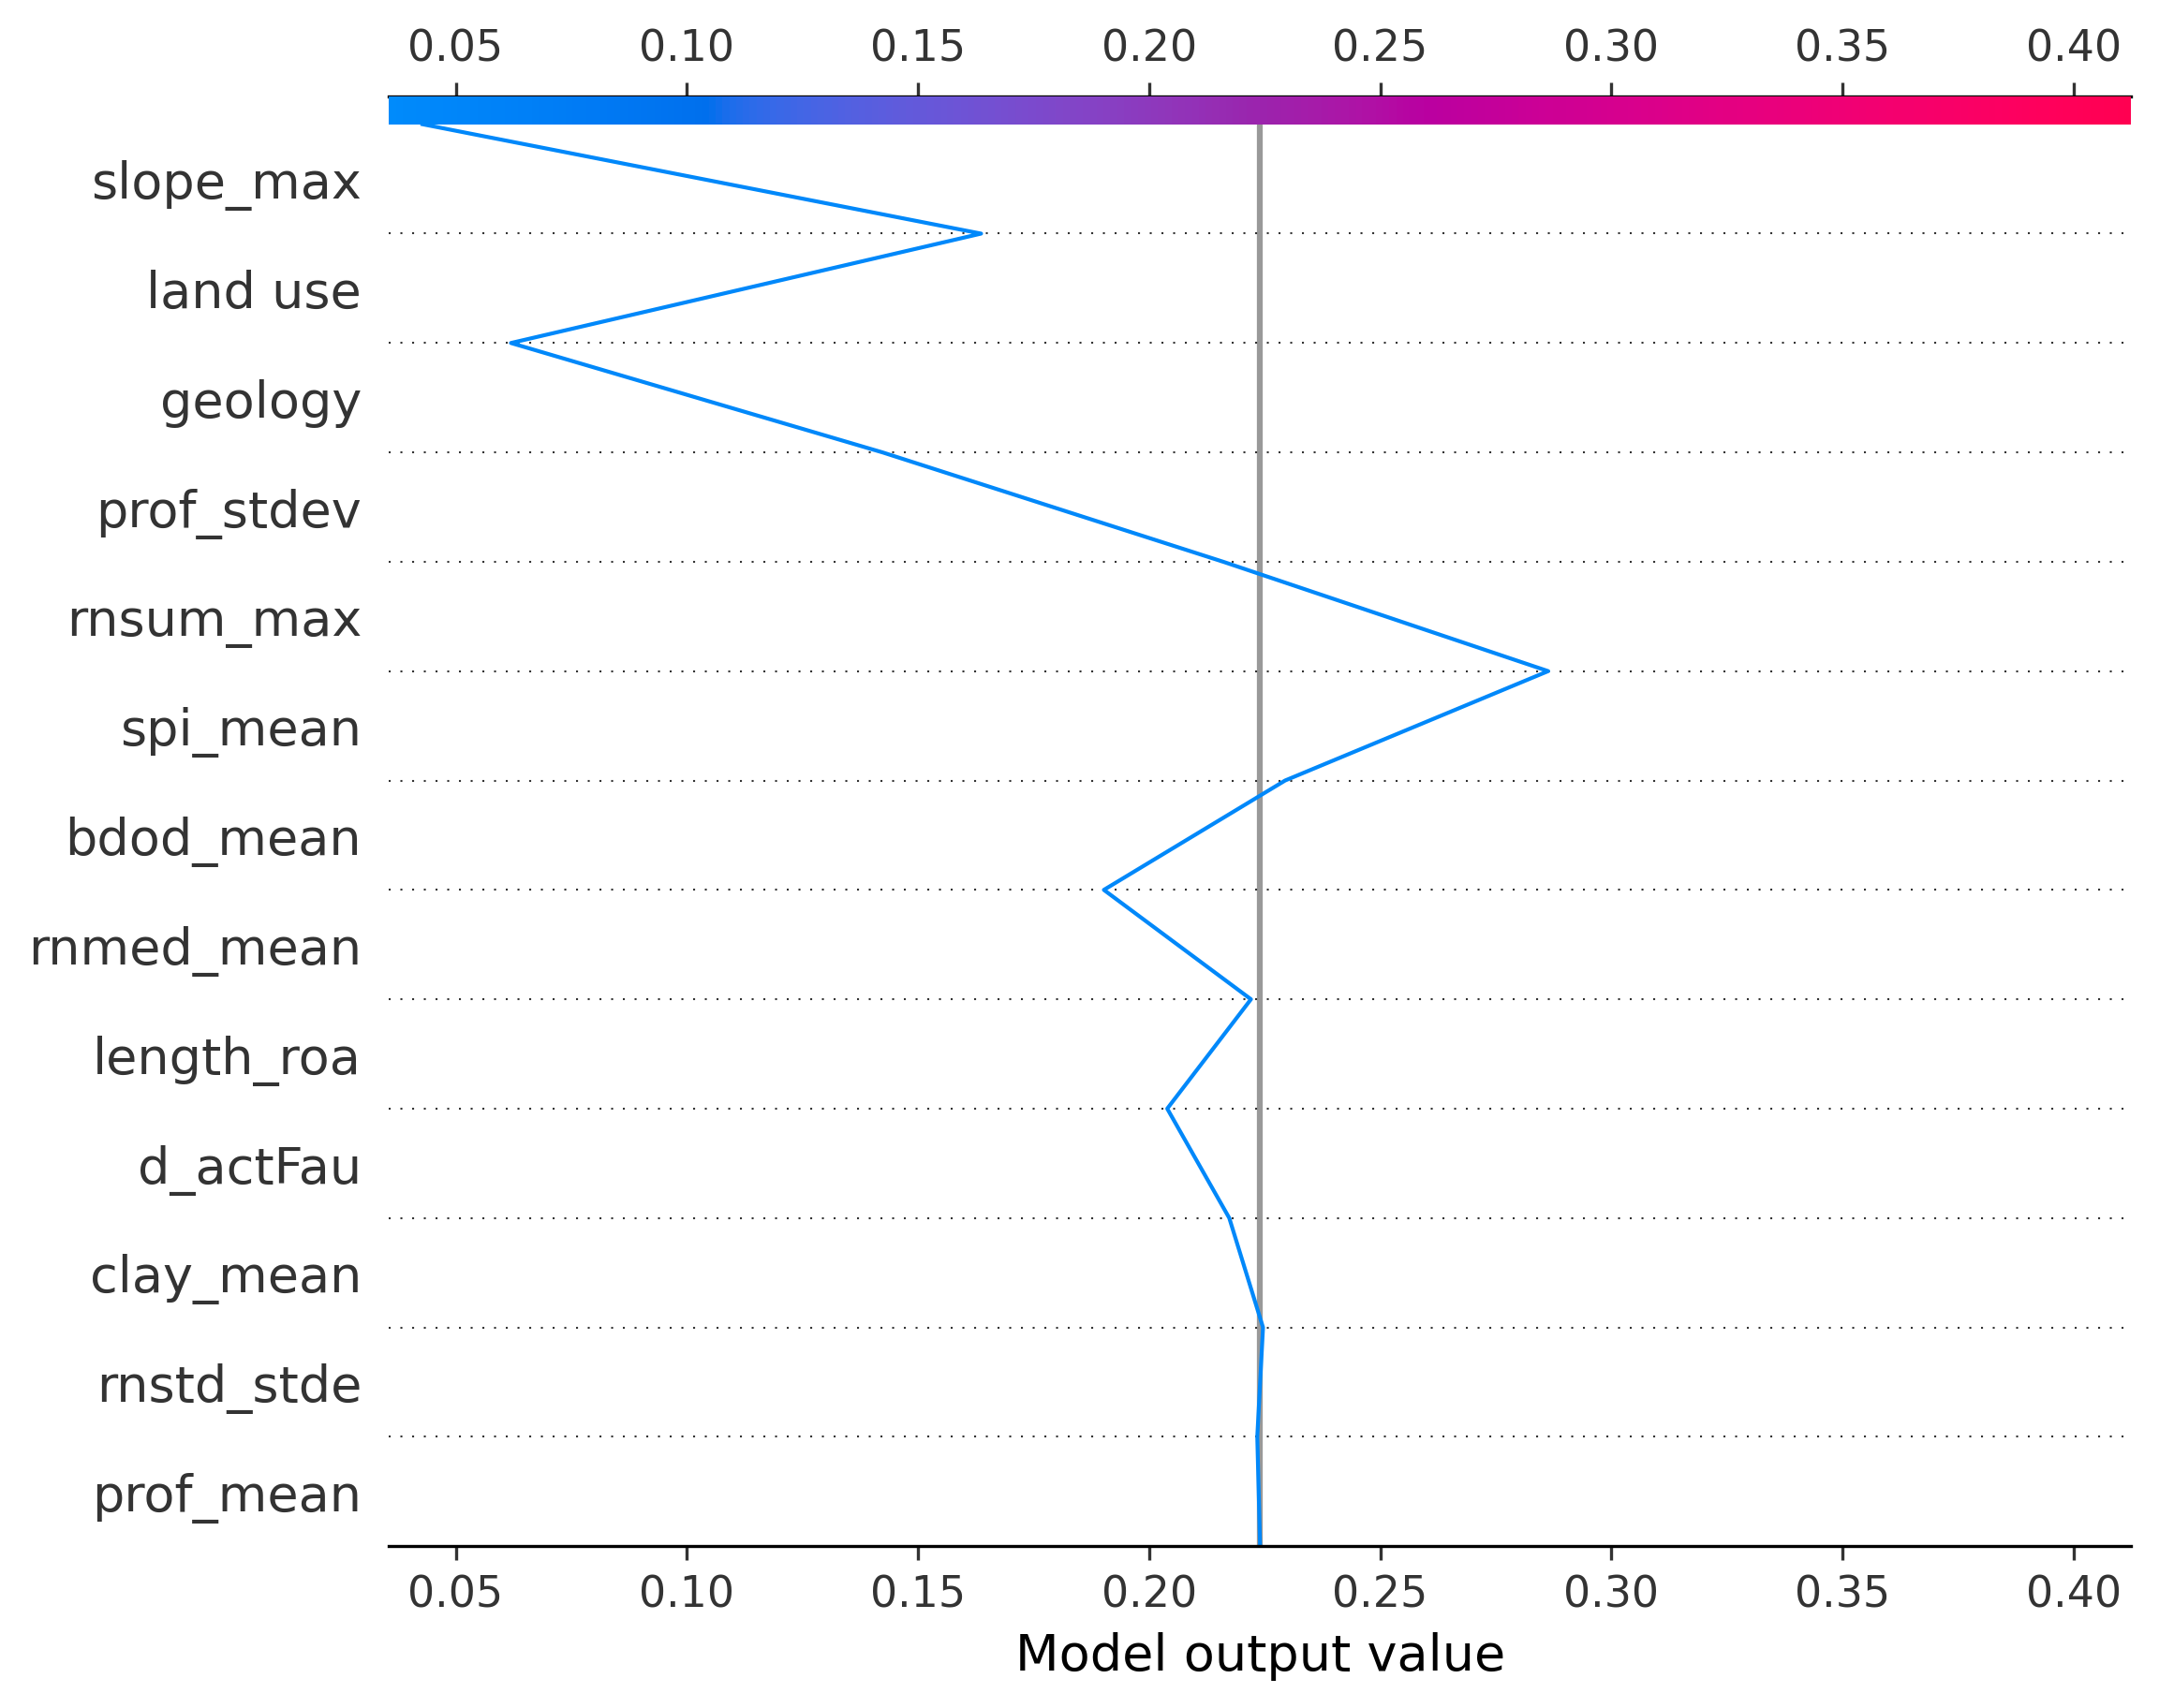 0.05 0.10 0.15 0.20 0.25 0.30 0.35 0.40
slope_max
land use
geology
prof_stdev
rnsum_max
spi_mean
bdod_mean
rnmed_mean
length_roa
d_actFau
clay_mean
rnstd_stde
prof_mean
0.05 0.10 0.15 0.20 0.25 0.30 0.35 0.40
Model output value